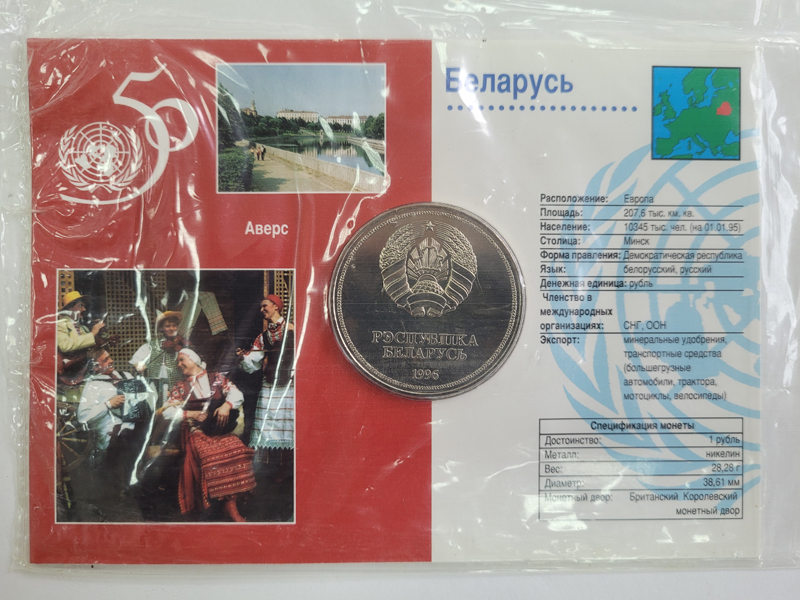 50
Беларусь
Аверс
РЭСПУБЛІКА
БЕЛАРУСЬ
1996
Расположение: Европа
Площадь: 207,6 тыс. км. кв.
Население: 10345 тыс. чел. (на 01.01.95)
Столица: Минск
Форма правления: Демократическая республика
Язык: белорусский, русский
Денежная единица: рубль
Членство в
международных
организациях: СНГ, ООН
Экспорт: минеральные удобрения,
транспортные средства
(большегрузные
автомобили, трактора,
мотоциклы, велосипеды)
Спецификация монеты
Достоинство: 1 рубль
Металл: никелин
Вес: 28,28 г
Диаметр: 38,61 мм
Монетный двор: Британский Королевский
монетный двор